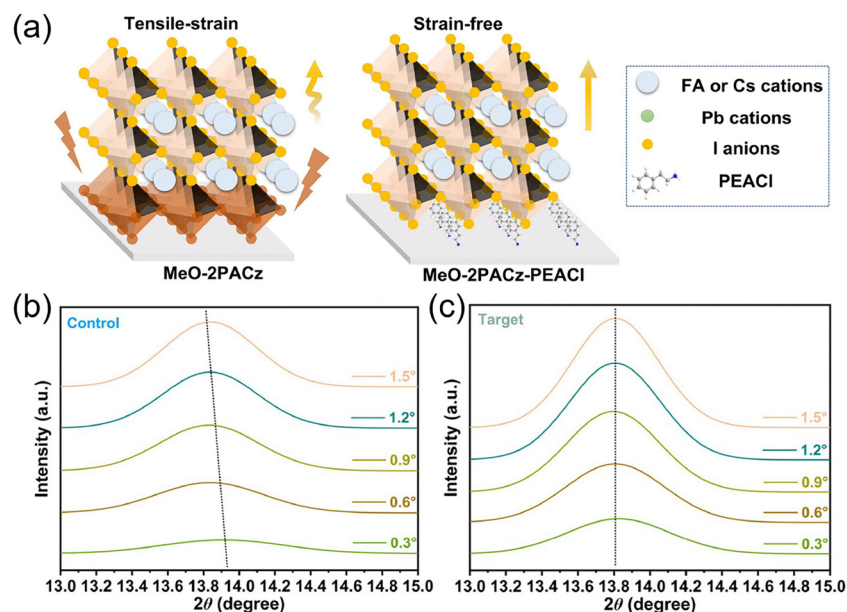 (a)
Tensile-strain
Strain-free
FA or Cs cations
Pb cations
I anions
PEACl
MeO-2PACz
MeO-2PACz-PEACl
(b)
Control
1.5°
1.2°
0.9°
0.6°
0.3°
Intensity (a.u.)
13.0 13.2 13.4 13.6 13.8 14.0 14.2 14.4 14.6 14.8 15.0
2θ (degree)
(c)
Target
1.5°
1.2°
0.9°
0.6°
0.3°
Intensity (a.u.)
13.0 13.2 13.4 13.6 13.8 14.0 14.2 14.4 14.6 14.8 15.0
2θ (degree)